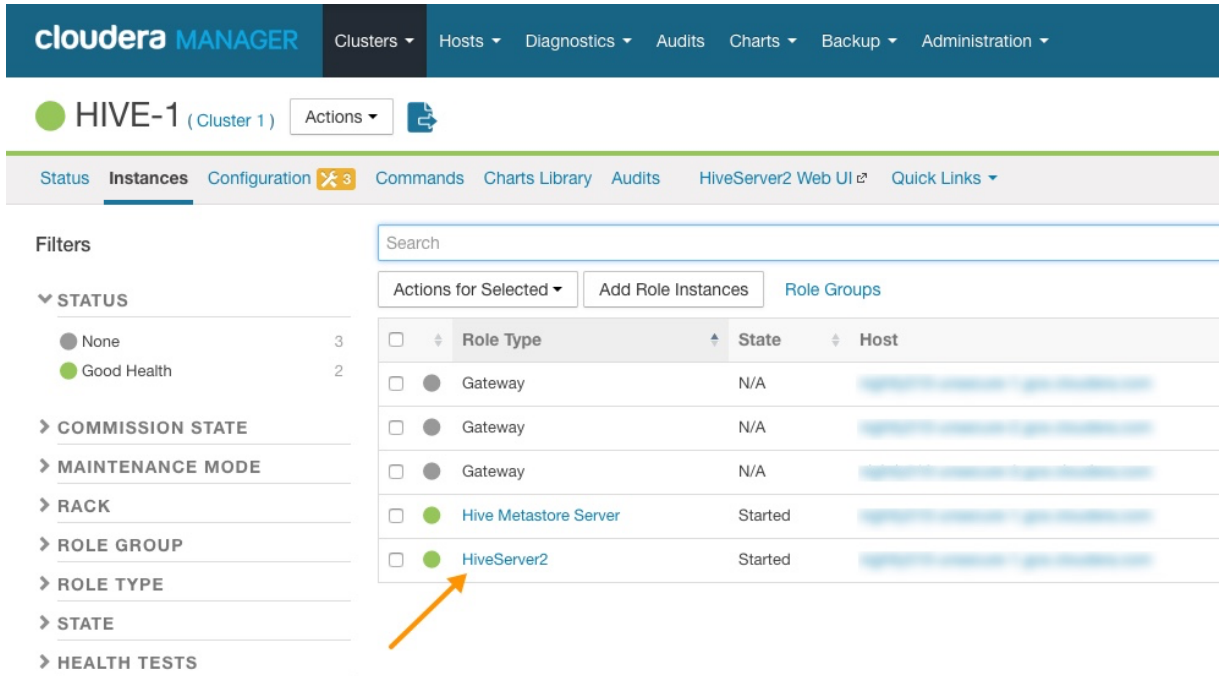 cloudera MANAGER Clusters Hosts Diagnostics Audits Charts Backup Administration
HIVE-1 ( Cluster 1 ) Actions
Status Instances Configuration 3 Commands Charts Library Audits HiveServer2 Web UI Quick Links
Filters
Search
Actions for Selected Add Role Instances Role Groups
STATUS
None 3
Good Health 2
COMMISSION STATE
MAINTENANCE MODE
RACK
ROLE GROUP
ROLE TYPE
STATE
HEALTH TESTS
Role Type State Host
Gateway N/A
Gateway N/A
Gateway N/A
Hive Metastore Server Started
HiveServer2 Started